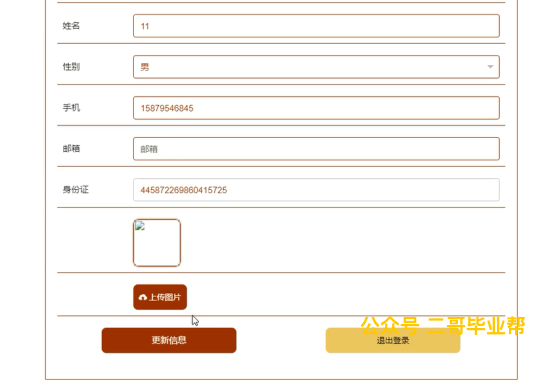 姓名 11
性别 男
手机 15879546845
邮箱 邮箱
身份证 445872269860415725
上传图片
公众号 二哥毕业帮
更新信息 退出登录